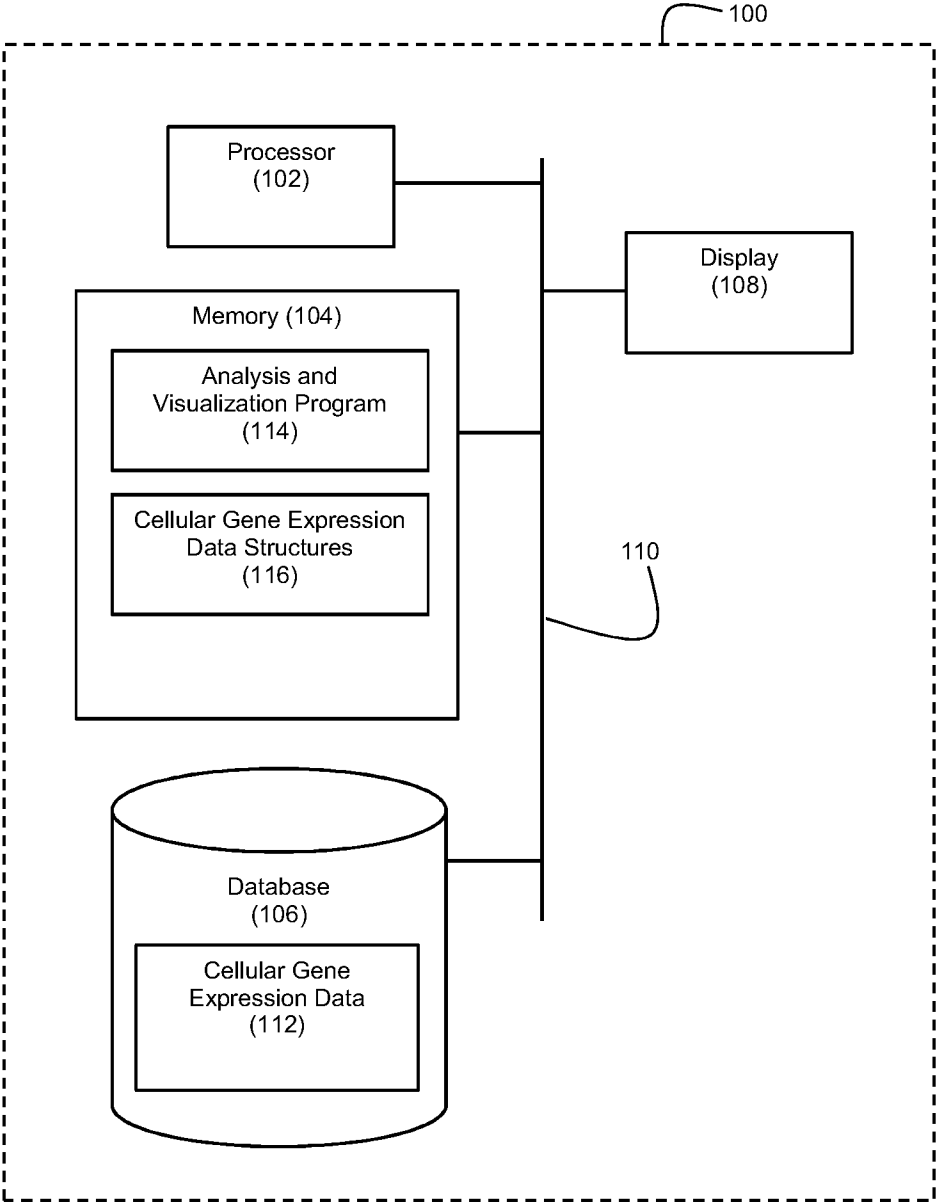 100
Processor
(102)
Display
(108)
Memory (104)
Analysis and
Visualization Program
(114)
Cellular Gene Expression
Data Structures
(116)
110
Database
(106)
Cellular Gene
Expression Data
(112)